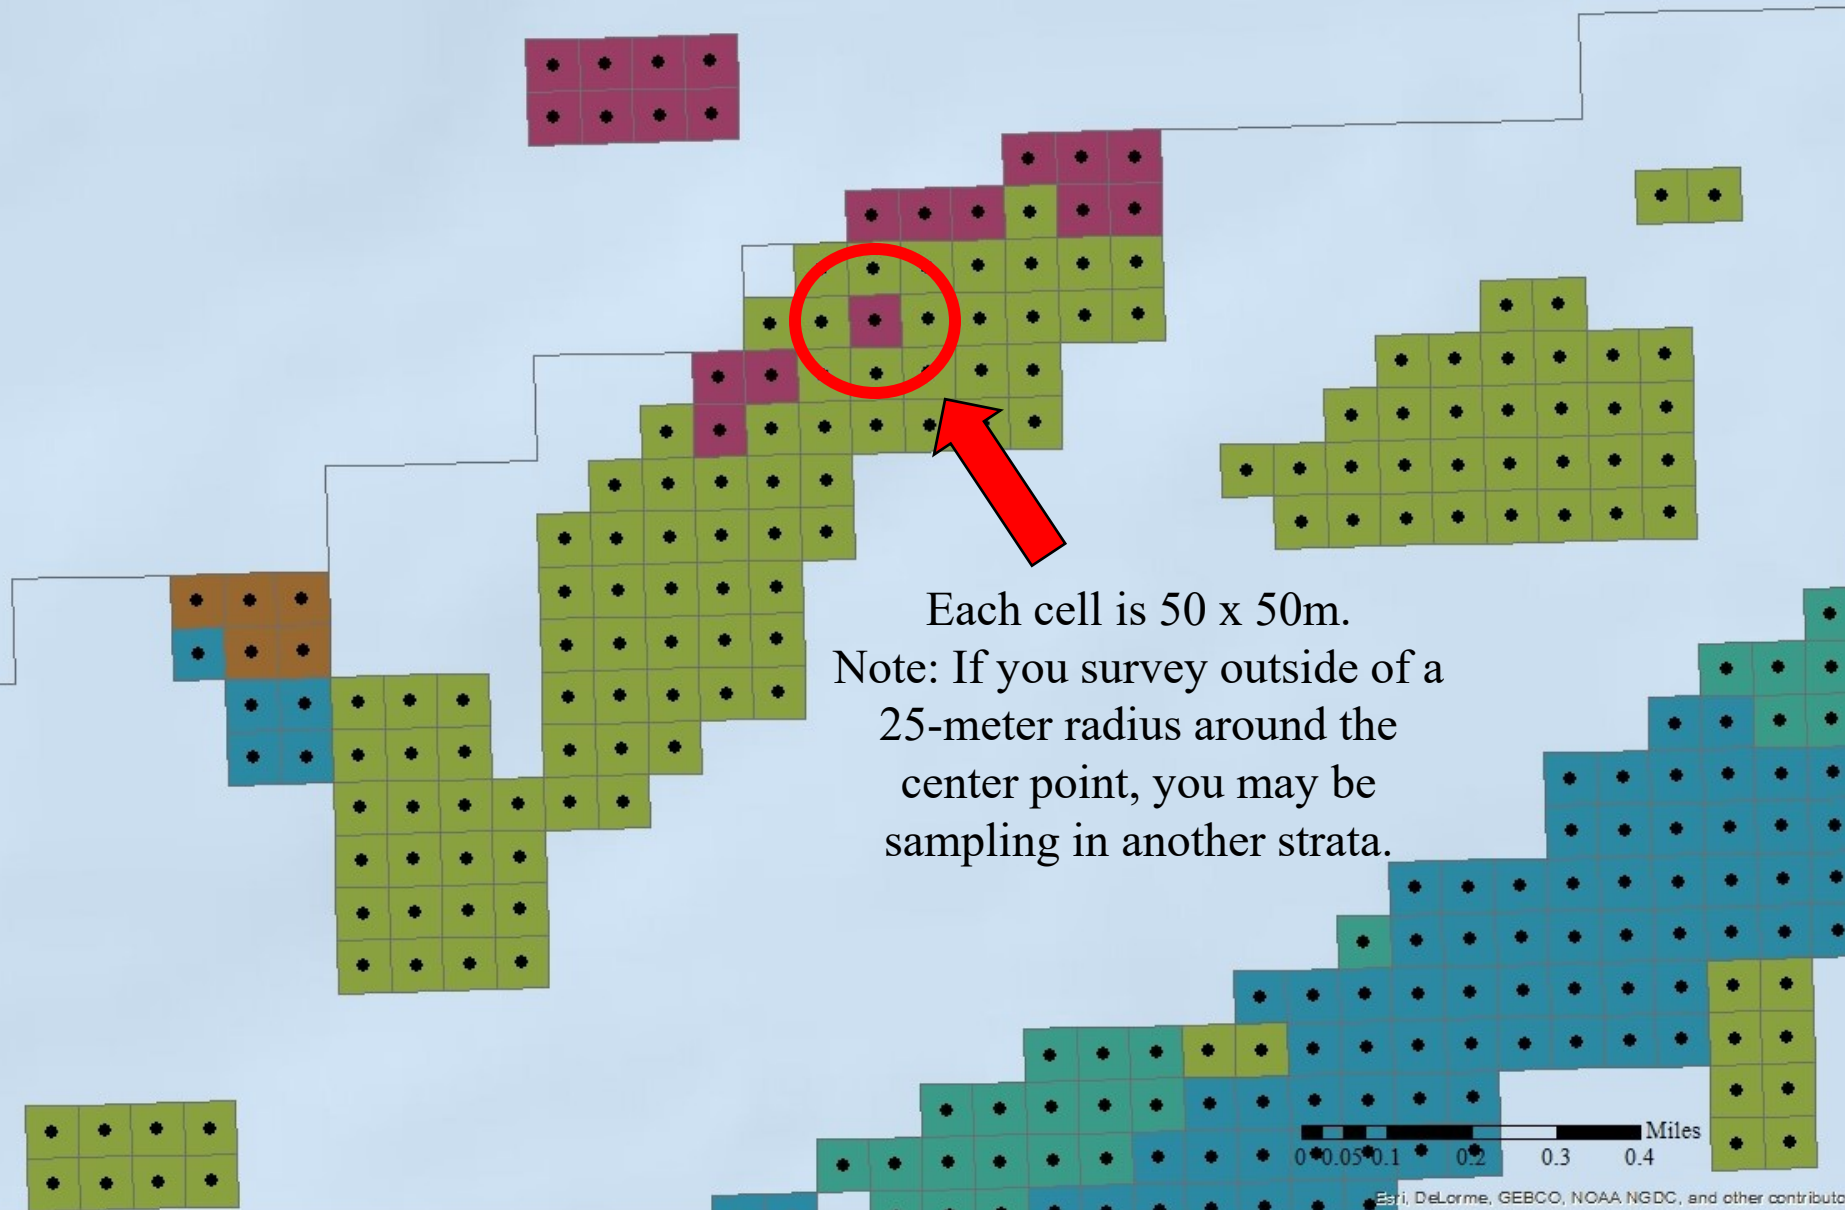 Each cell is 50 x 50m.
Note: If you survey outside of a
25-meter radius around the
center point, you may be
sampling in another strata.
Miles
0 0.05 0.1 0.2 0.3 0.4
Esri, DeLorme, GEBCO, NOAA NGDC, and other contributo